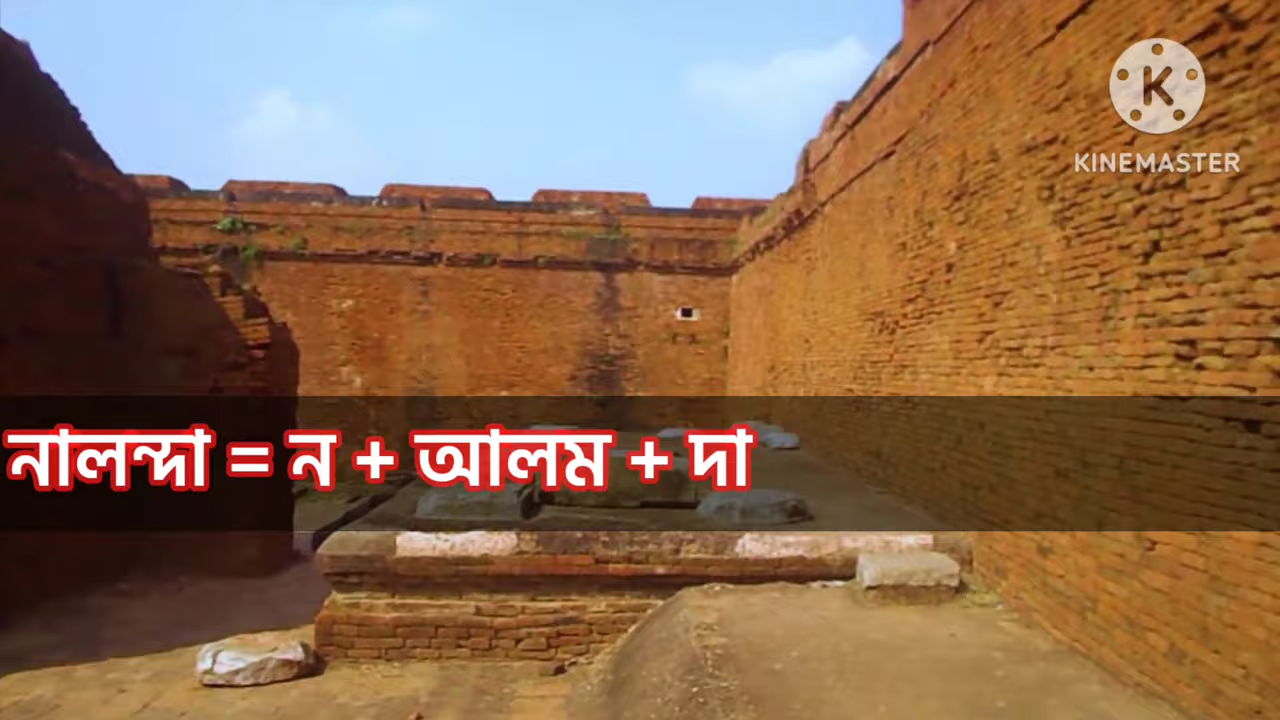 K
KINEMASTER
নালন্দা = ন + আলম + দা